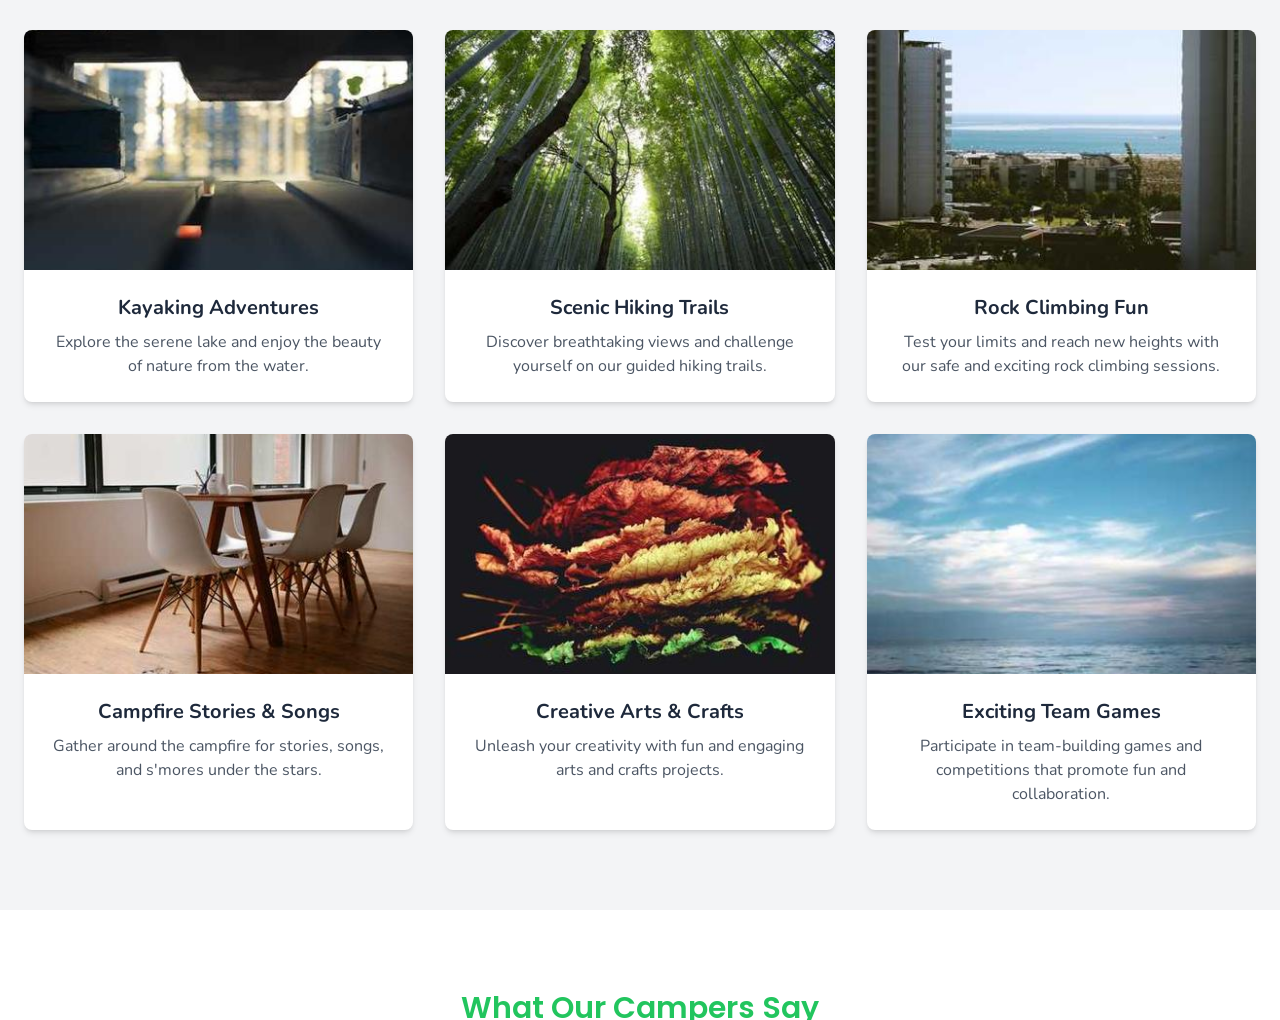 Kayaking Adventures
Explore the serene lake and enjoy the beauty
of nature from the water.
Scenic Hiking Trails
Discover breathtaking views and challenge
yourself on our guided hiking trails.
Rock Climbing Fun
Test your limits and reach new heights with
our safe and exciting rock climbing sessions.
Campfire Stories & Songs
Gather around the campfire for stories, songs,
and s'mores under the stars.
Creative Arts & Crafts
Unleash your creativity with fun and engaging
arts and crafts projects.
Exciting Team Games
Participate in team-building games and
competitions that promote fun and
collaboration.
What Our Campers Say